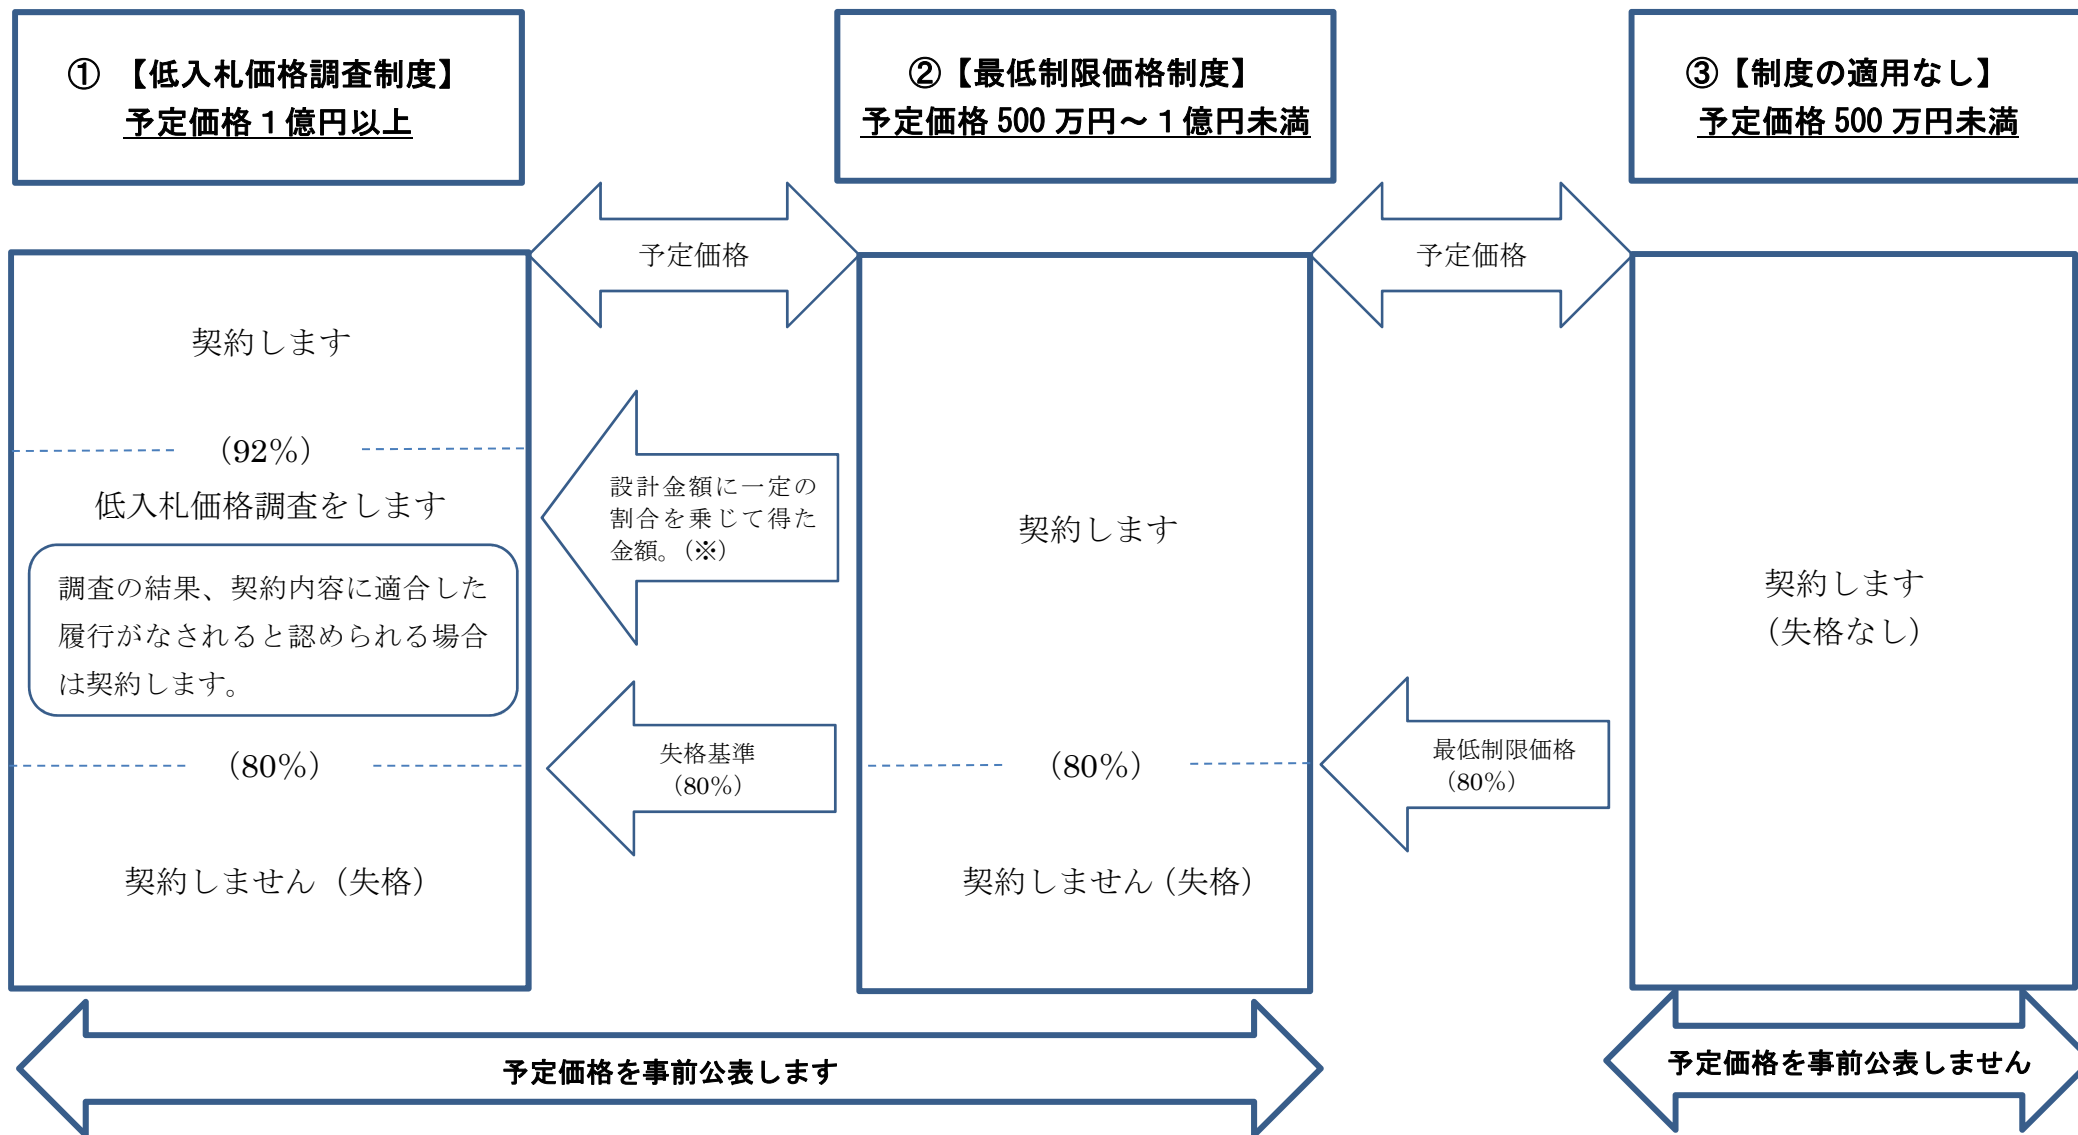 ① 【低入札価格調査制度】
予定価格１億円以上
②【最低制限価格制度】
予定価格 500 万円～１億円未満
③【制度の適用なし】
予定価格 500 万円未満
予定価格
予定価格
契約します
（92％）
低入札価格調査をします
調査の結果、契約内容に適合した
履行がなされると認められる場合
は契約します。
（80％）
契約しません（失格）
設計金額に一定の
割合を乗じて得た
金額。（※）
失格基準
（80％）
契約します
（80％）
契約しません（失格）
最低制限価格
（80％）
契約します
（失格なし）
予定価格を事前公表します
予定価格を事前公表しません